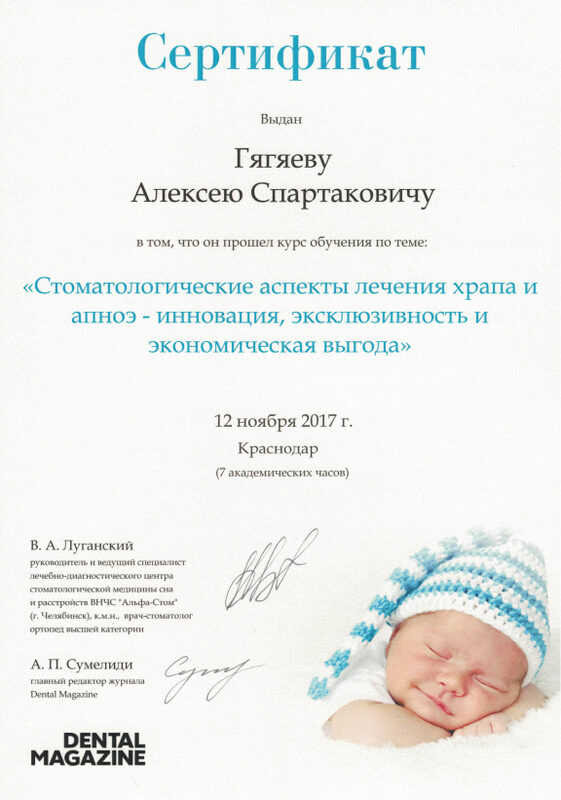 Сертификат
Выдан
Гягяеву
Алексею Спартаковичу
в том, что он прошел курс обучения по теме:
«Стоматологические аспекты лечения храпа и
апноэ - инновация, эксклюзивность и
экономическая выгода»
12 ноября 2017 г.
Краснодар
(7 академических часов)
В. А. Луганский
руководитель и ведущий специалист
лечебно-диагностического центра
стоматологической медицины сна
и расстройств ВНЧС "Альфа-Стом"
(г. Челябинск), к.м.н., врач-стоматолог
ортопед высшей категории
А. П. Сумелиди
главный редактор журнала
Dental Magazine
DENTAL
MAGAZINE